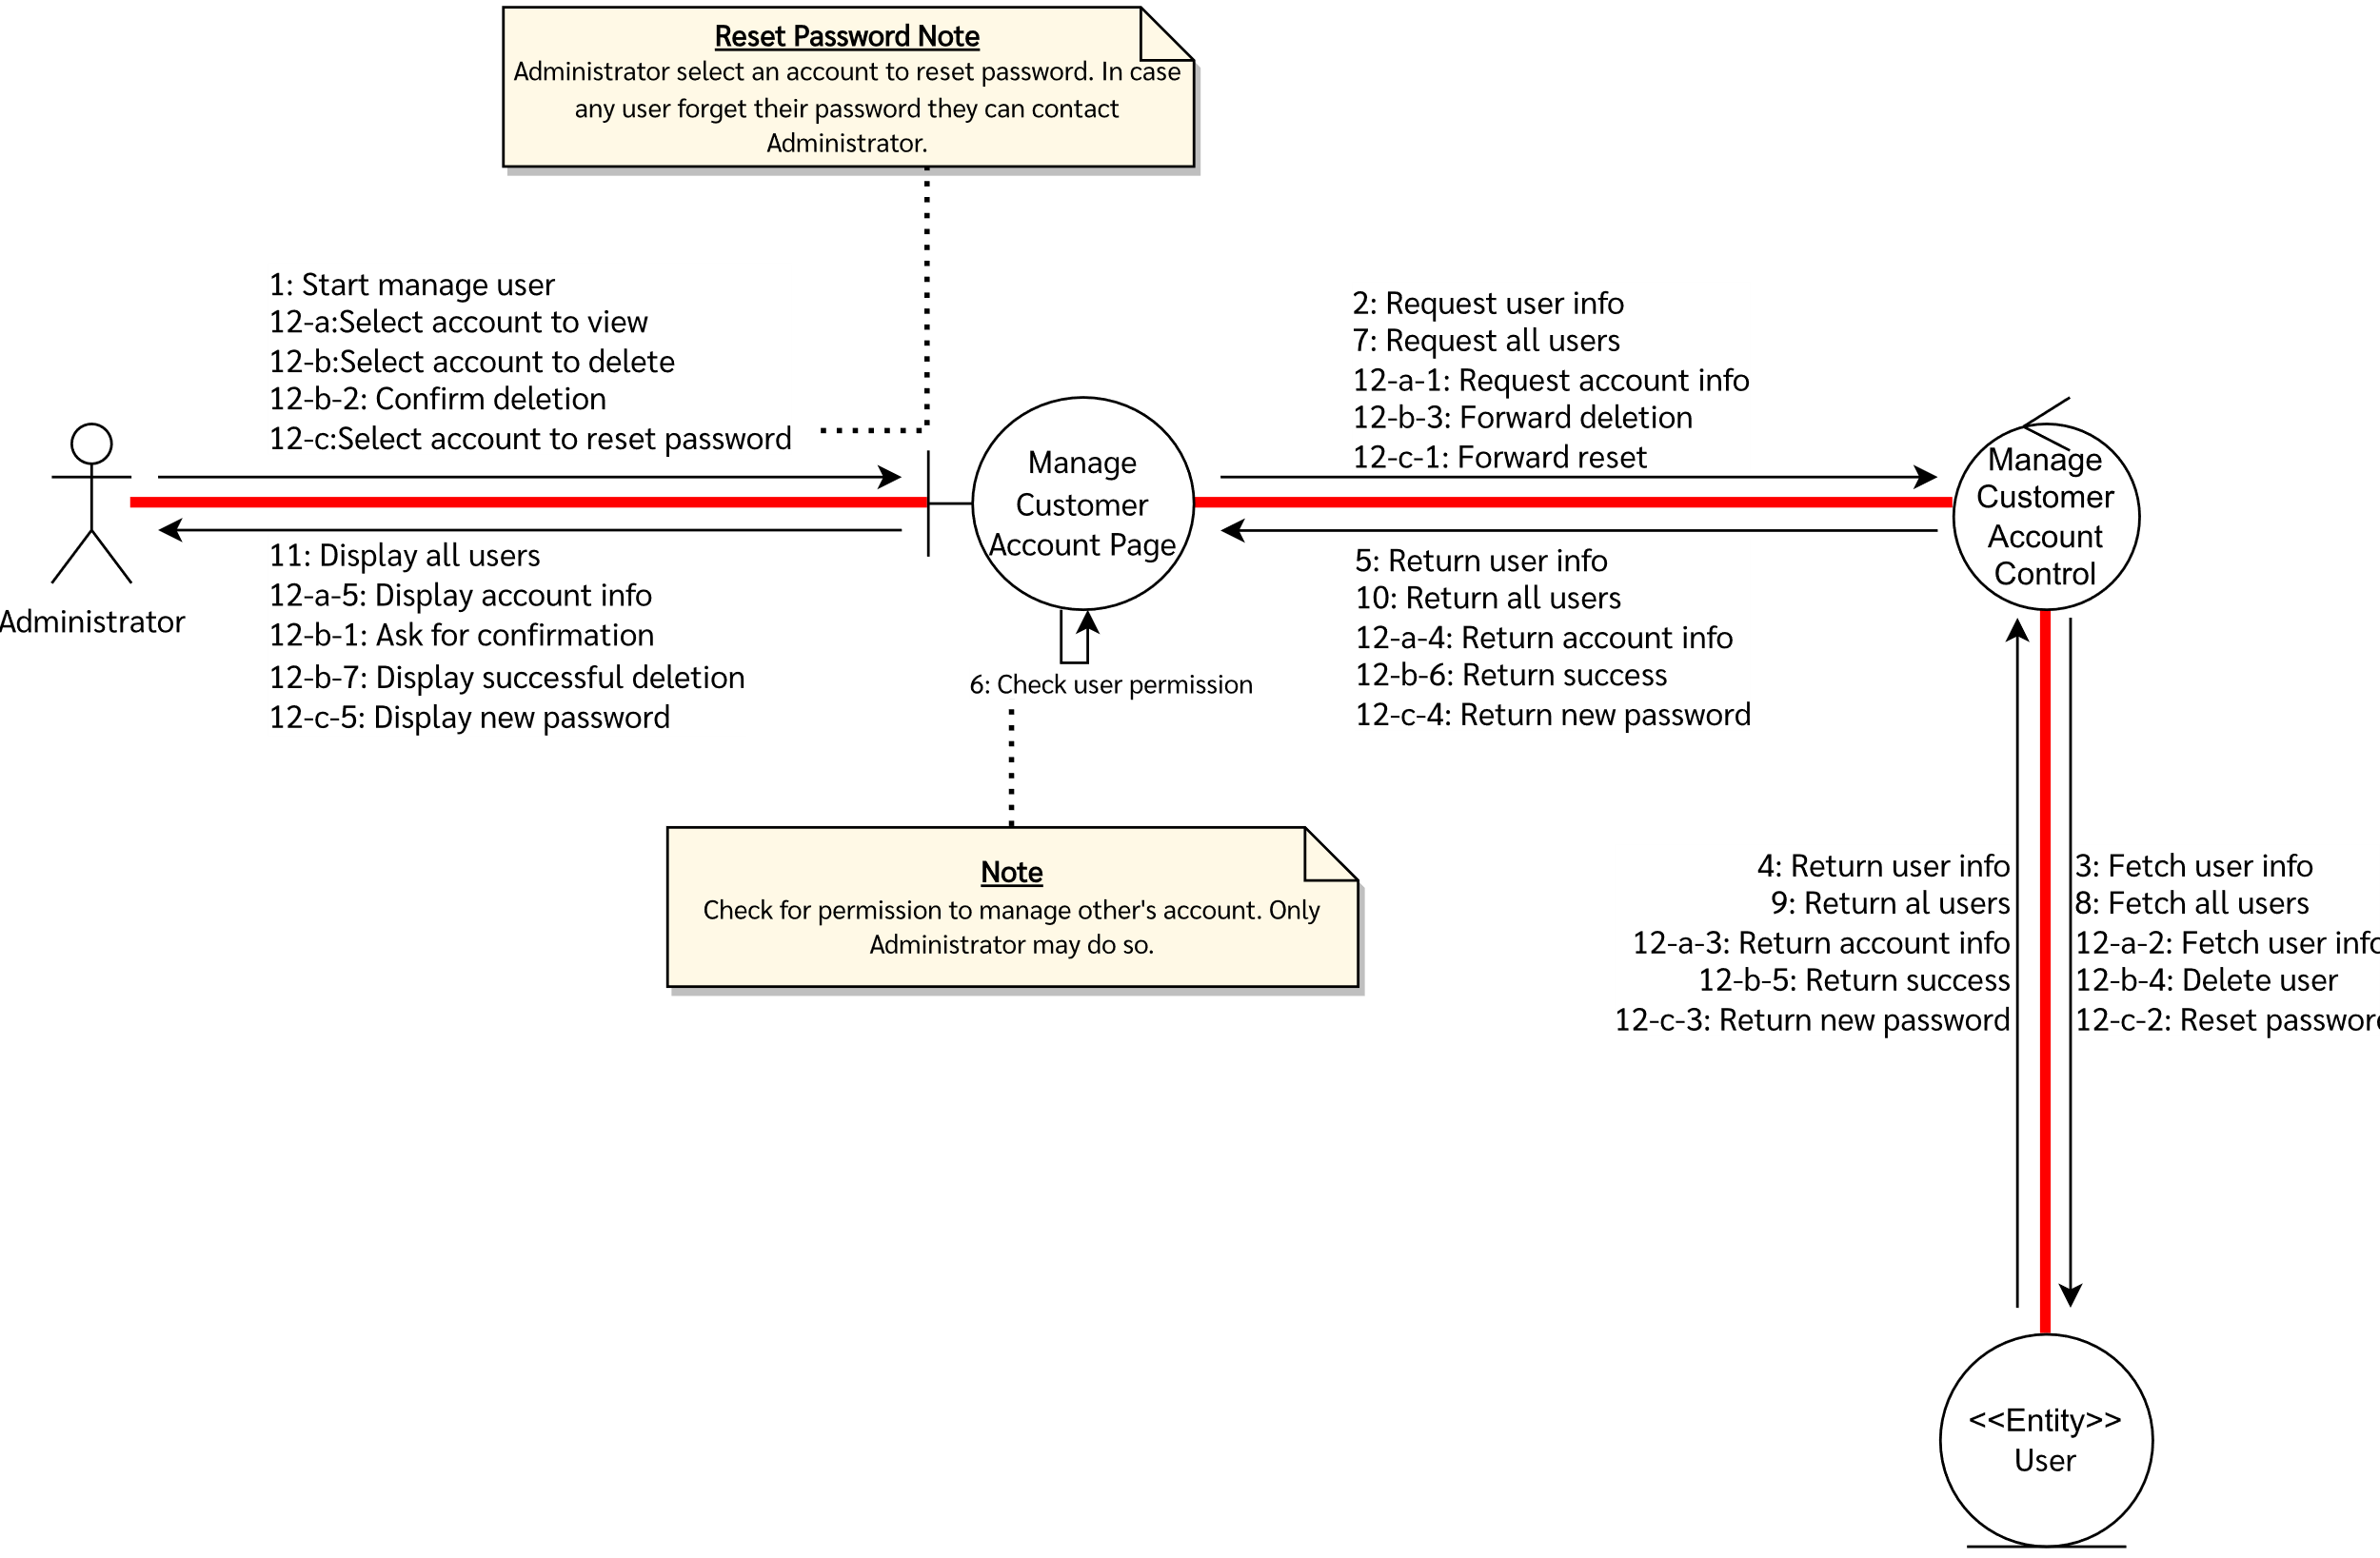 Reset Password Note
Administrator select an account to reset password. In case
any user forget their password they can contact
Administrator.
1: Start manage user
12-a:Select account to view
12-b:Select account to delete
12-b-2: Confirm deletion
12-c:Select account to reset password
2: Request user info
7: Request all users
12-a-1: Request account info
12-b-3: Forward deletion
12-c-1: Forward reset
Administrator
Manage
Customer
Account Page
Manage
Customer
Account
Control
11: Display all users
12-a-5: Display account info
12-b-1: Ask for confirmation
12-b-7: Display successful deletion
12-c-5: Display new password
6: Check user permission
5: Return user info
10: Return all users
12-a-4: Return account info
12-b-6: Return success
12-c-4: Return new password
Note
Check for permission to manage other's account. Only
Administrator may do so.
4: Return user info
9: Return al users
12-a-3: Return account info
12-b-5: Return success
12-c-3: Return new password
3: Fetch user info
8: Fetch all users
12-a-2: Fetch user info
12-b-4: Delete user
12-c-2: Reset password
<<Entity>>
User